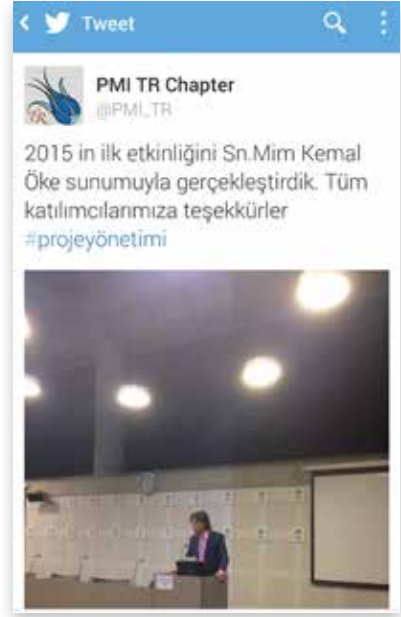 Tweet
PMI TR Chapter
@PMI_TR
2015 in ilk etkinliğini Sn.Mim Kemal
Öke sunumuyla gerçekleştirdik. Tüm
katılımcılarımıza teşekkürler
#projeyönetimi